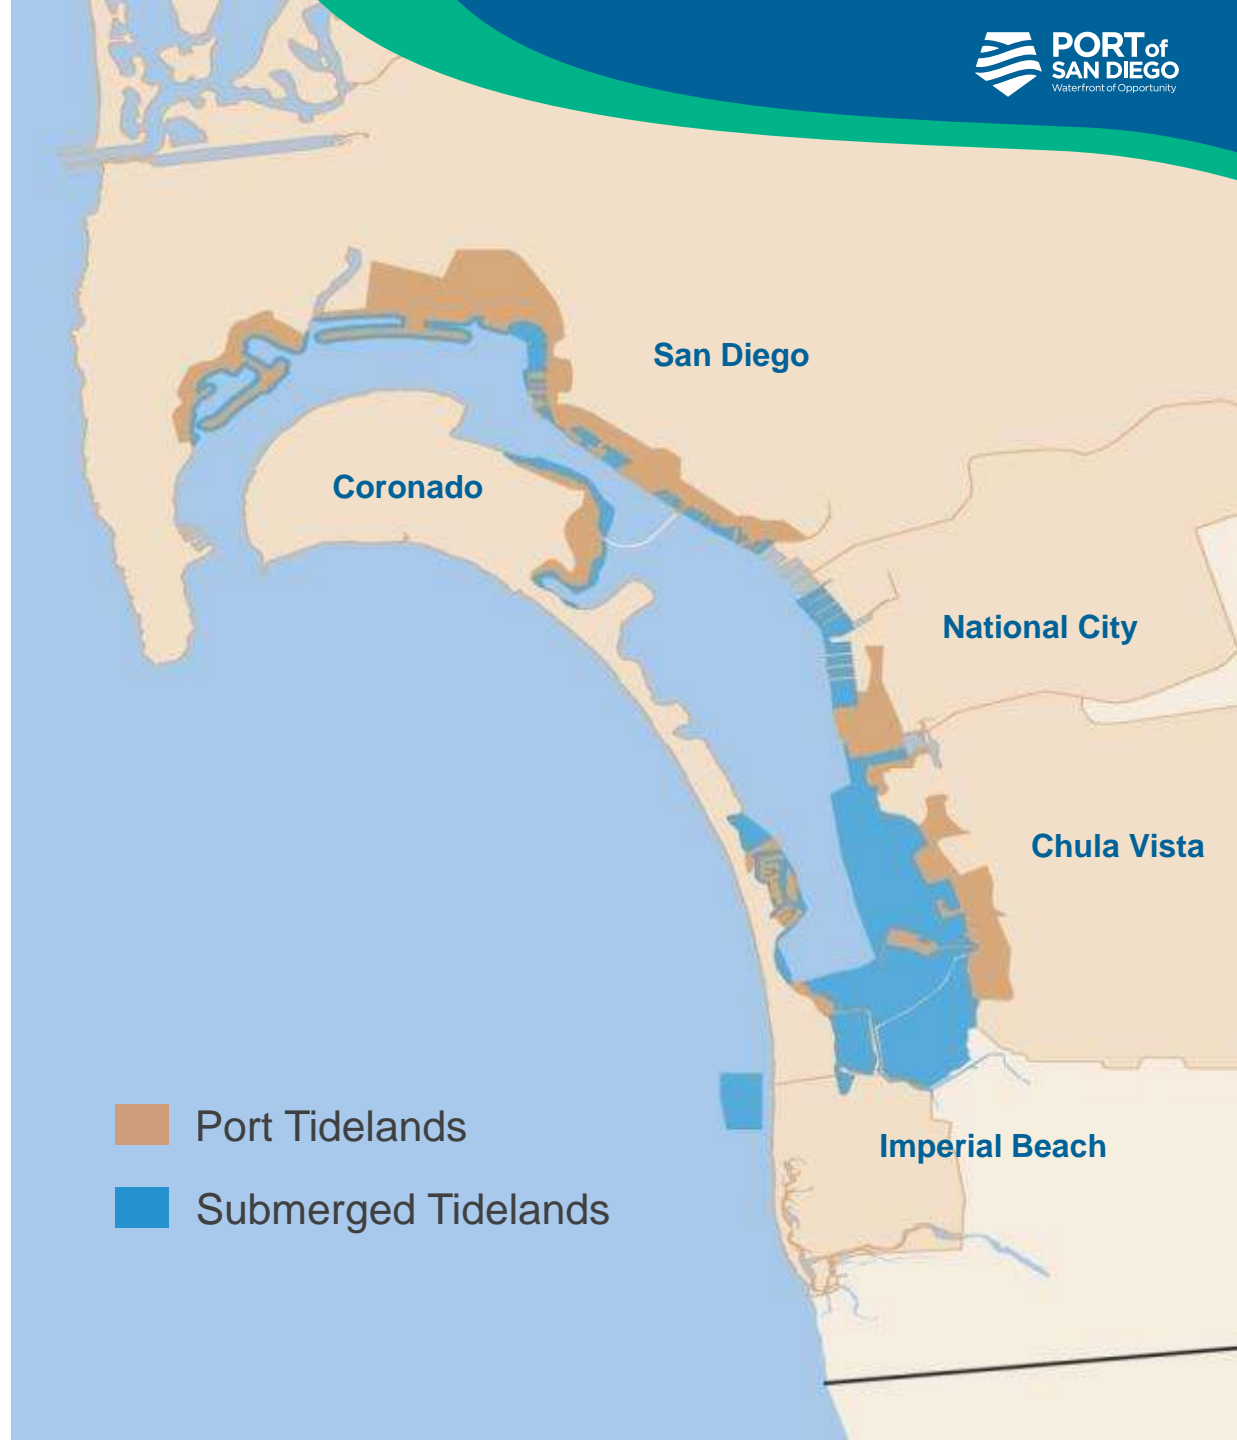 PORT of
SAN DIEGO
Waterfront of Opportunity
San Diego
Coronado
National City
Chula Vista
Port Tidelands
Imperial Beach
Submerged Tidelands